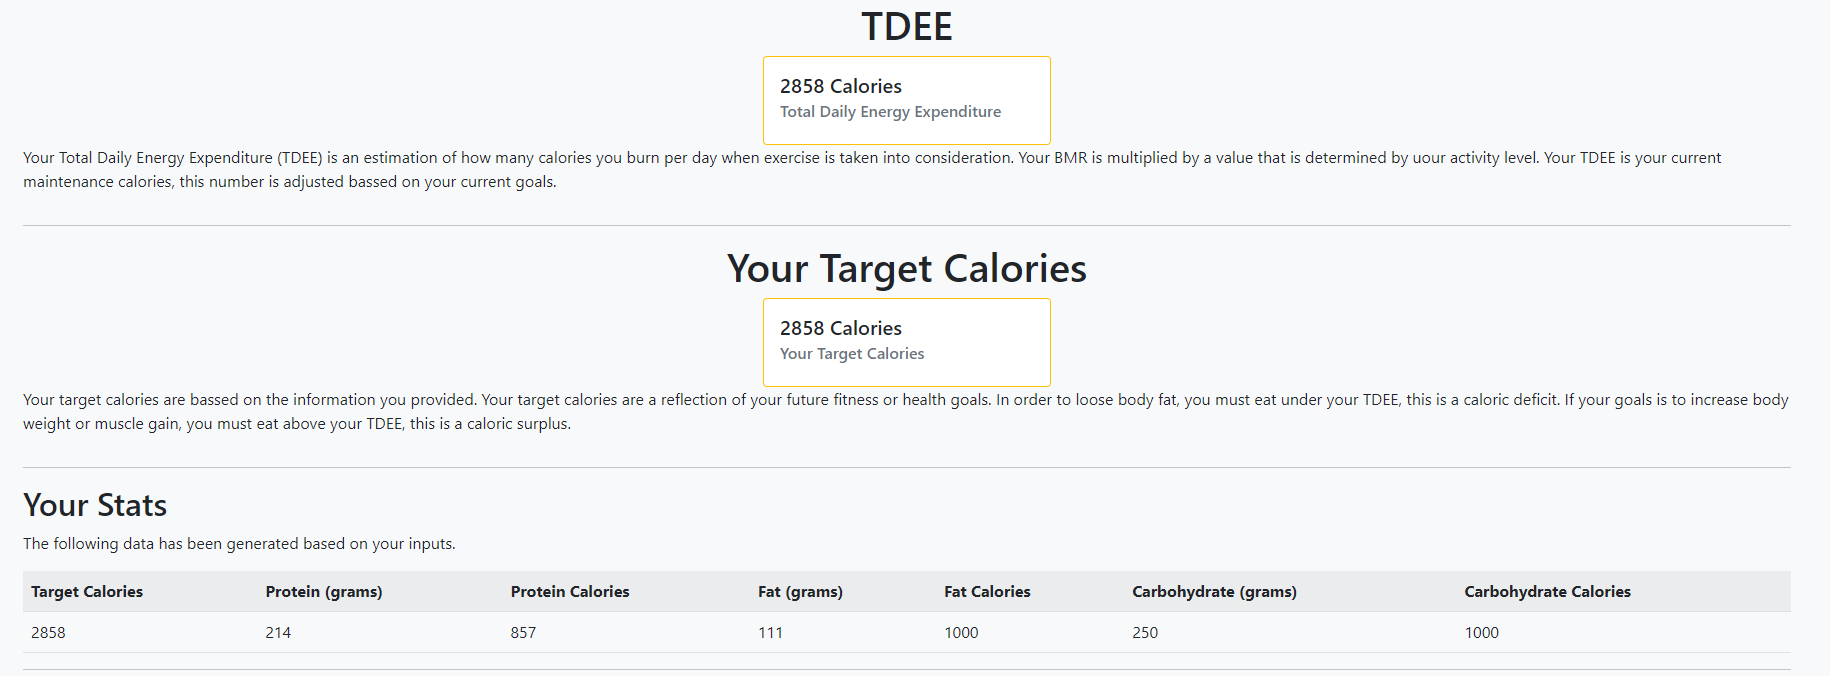 TDEE
2858 Calories
Total Daily Energy Expenditure
Your Total Daily Energy Expenditure (TDEE) is an estimation of how many calories you burn per day when exercise is taken into consideration. Your BMR is multiplied by a value that is determined by uour activity level. Your TDEE is your current
maintenance calories, this number is adjusted bassed on your current goals.
Your Target Calories
2858 Calories
Your Target Calories
Your target calories are bassed on the information you provided. Your target calories are a reflection of your future fitness or health goals. In order to loose body fat, you must eat under your TDEE, this is a caloric deficit. If your goals is to increase body
weight or muscle gain, you must eat above your TDEE, this is a caloric surplus.
Your Stats
The following data has been generated based on your inputs.
Target Calories Protein (grams) Protein Calories Fat (grams) Fat Calories Carbohydrate (grams) Carbohydrate Calories
2858 214 857 111 1000 250 1000